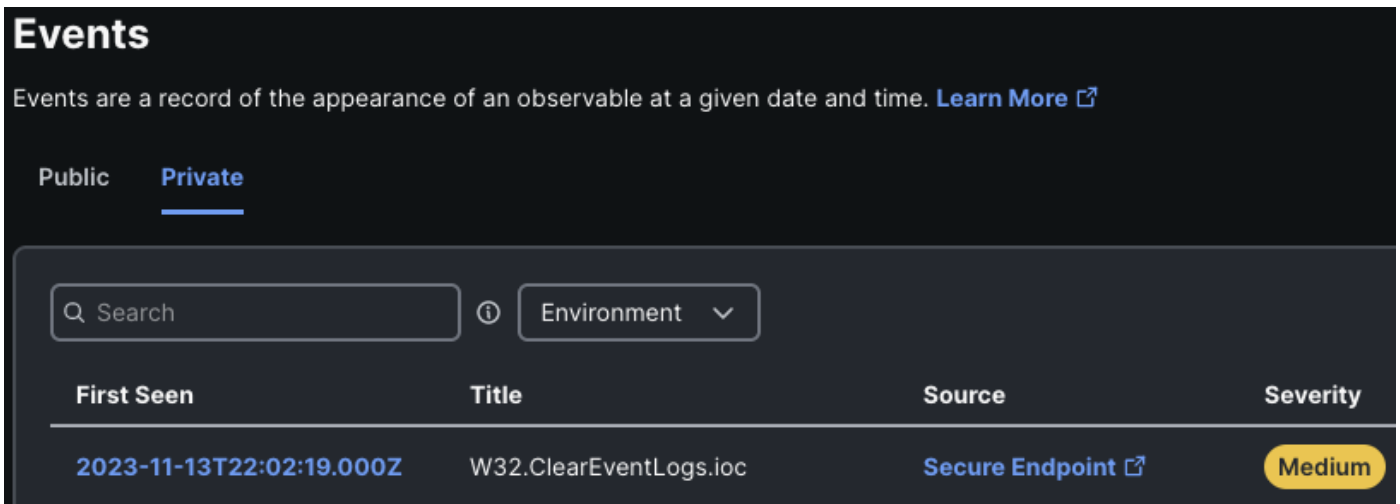 Events
Events are a record of the appearance of an observable at a given date and time. Learn More
Public Private
Search Environment
First Seen Title Source Severity
2023-11-13T22:02:19.000Z W32.ClearEventLogs.ioc Secure Endpoint Medium